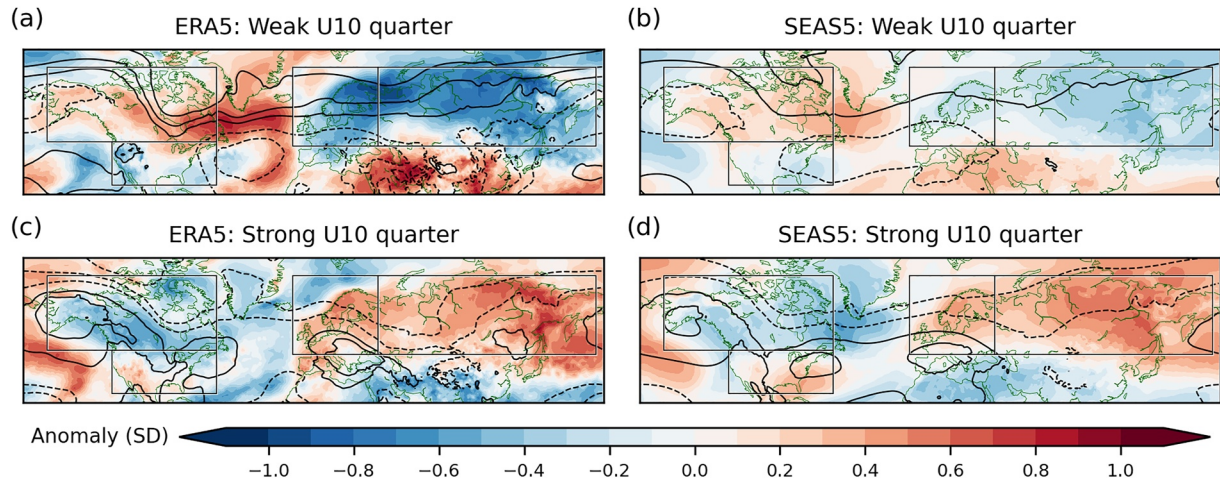 (a) ERA5: Weak U10 quarter
(b) SEAS5: Weak U10 quarter
(c) ERA5: Strong U10 quarter
(d) SEAS5: Strong U10 quarter
Anomaly (SD)
−1.0 −0.8 −0.6 −0.4 −0.2 0.0 0.2 0.4 0.6 0.8 1.0